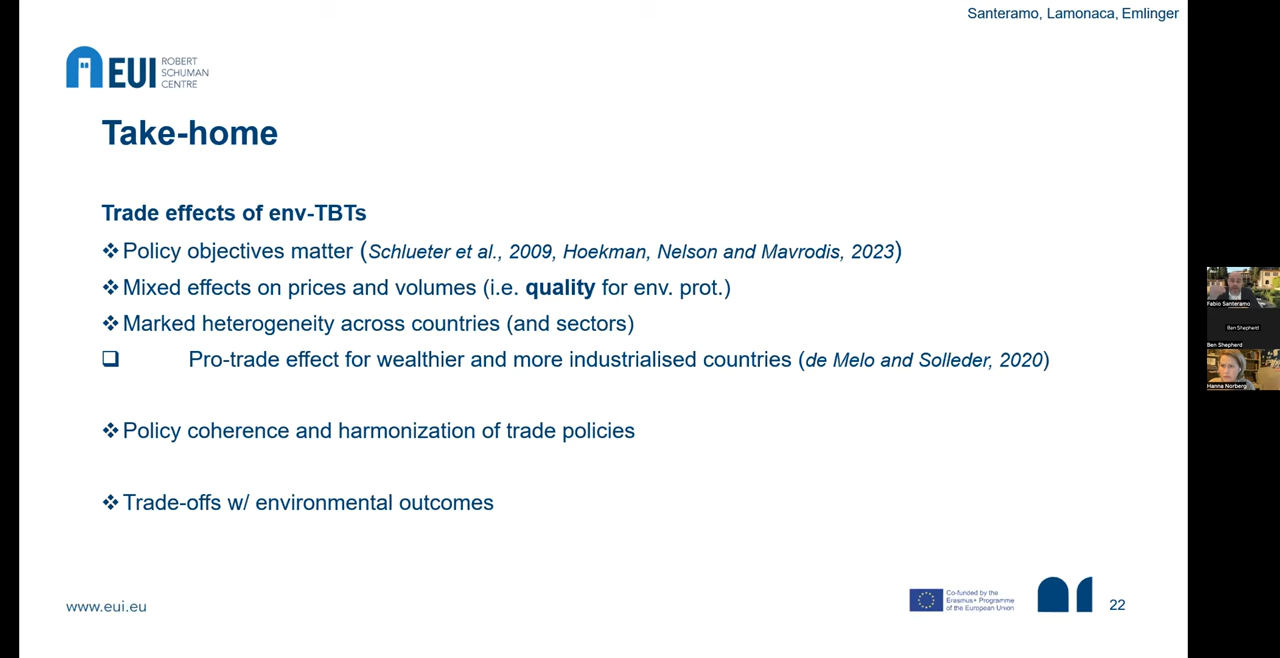 Santeramo, Lamonaca, Emlinger
EUI
ROBERT
SCHUMAN
CENTRE
Take-home
Trade effects of env-TBTs
❖Policy objectives matter (Schlueter et al., 2009, Hoekman, Nelson and Mavrodis, 2023)
❖Mixed effects on prices and volumes (i.e. quality for env. prot.)
❖Marked heterogeneity across countries (and sectors)
❑ Pro-trade effect for wealthier and more industrialised countries (de Melo and Solleder, 2020)
❖Policy coherence and harmonization of trade policies
❖Trade-offs w/ environmental outcomes
www.eui.eu
Co-funded by the
Erasmus+ Programme
of the European Union
22
Fabio Santeramo
Ben Shepherd
Ben Shepherd
Hanna Norberg